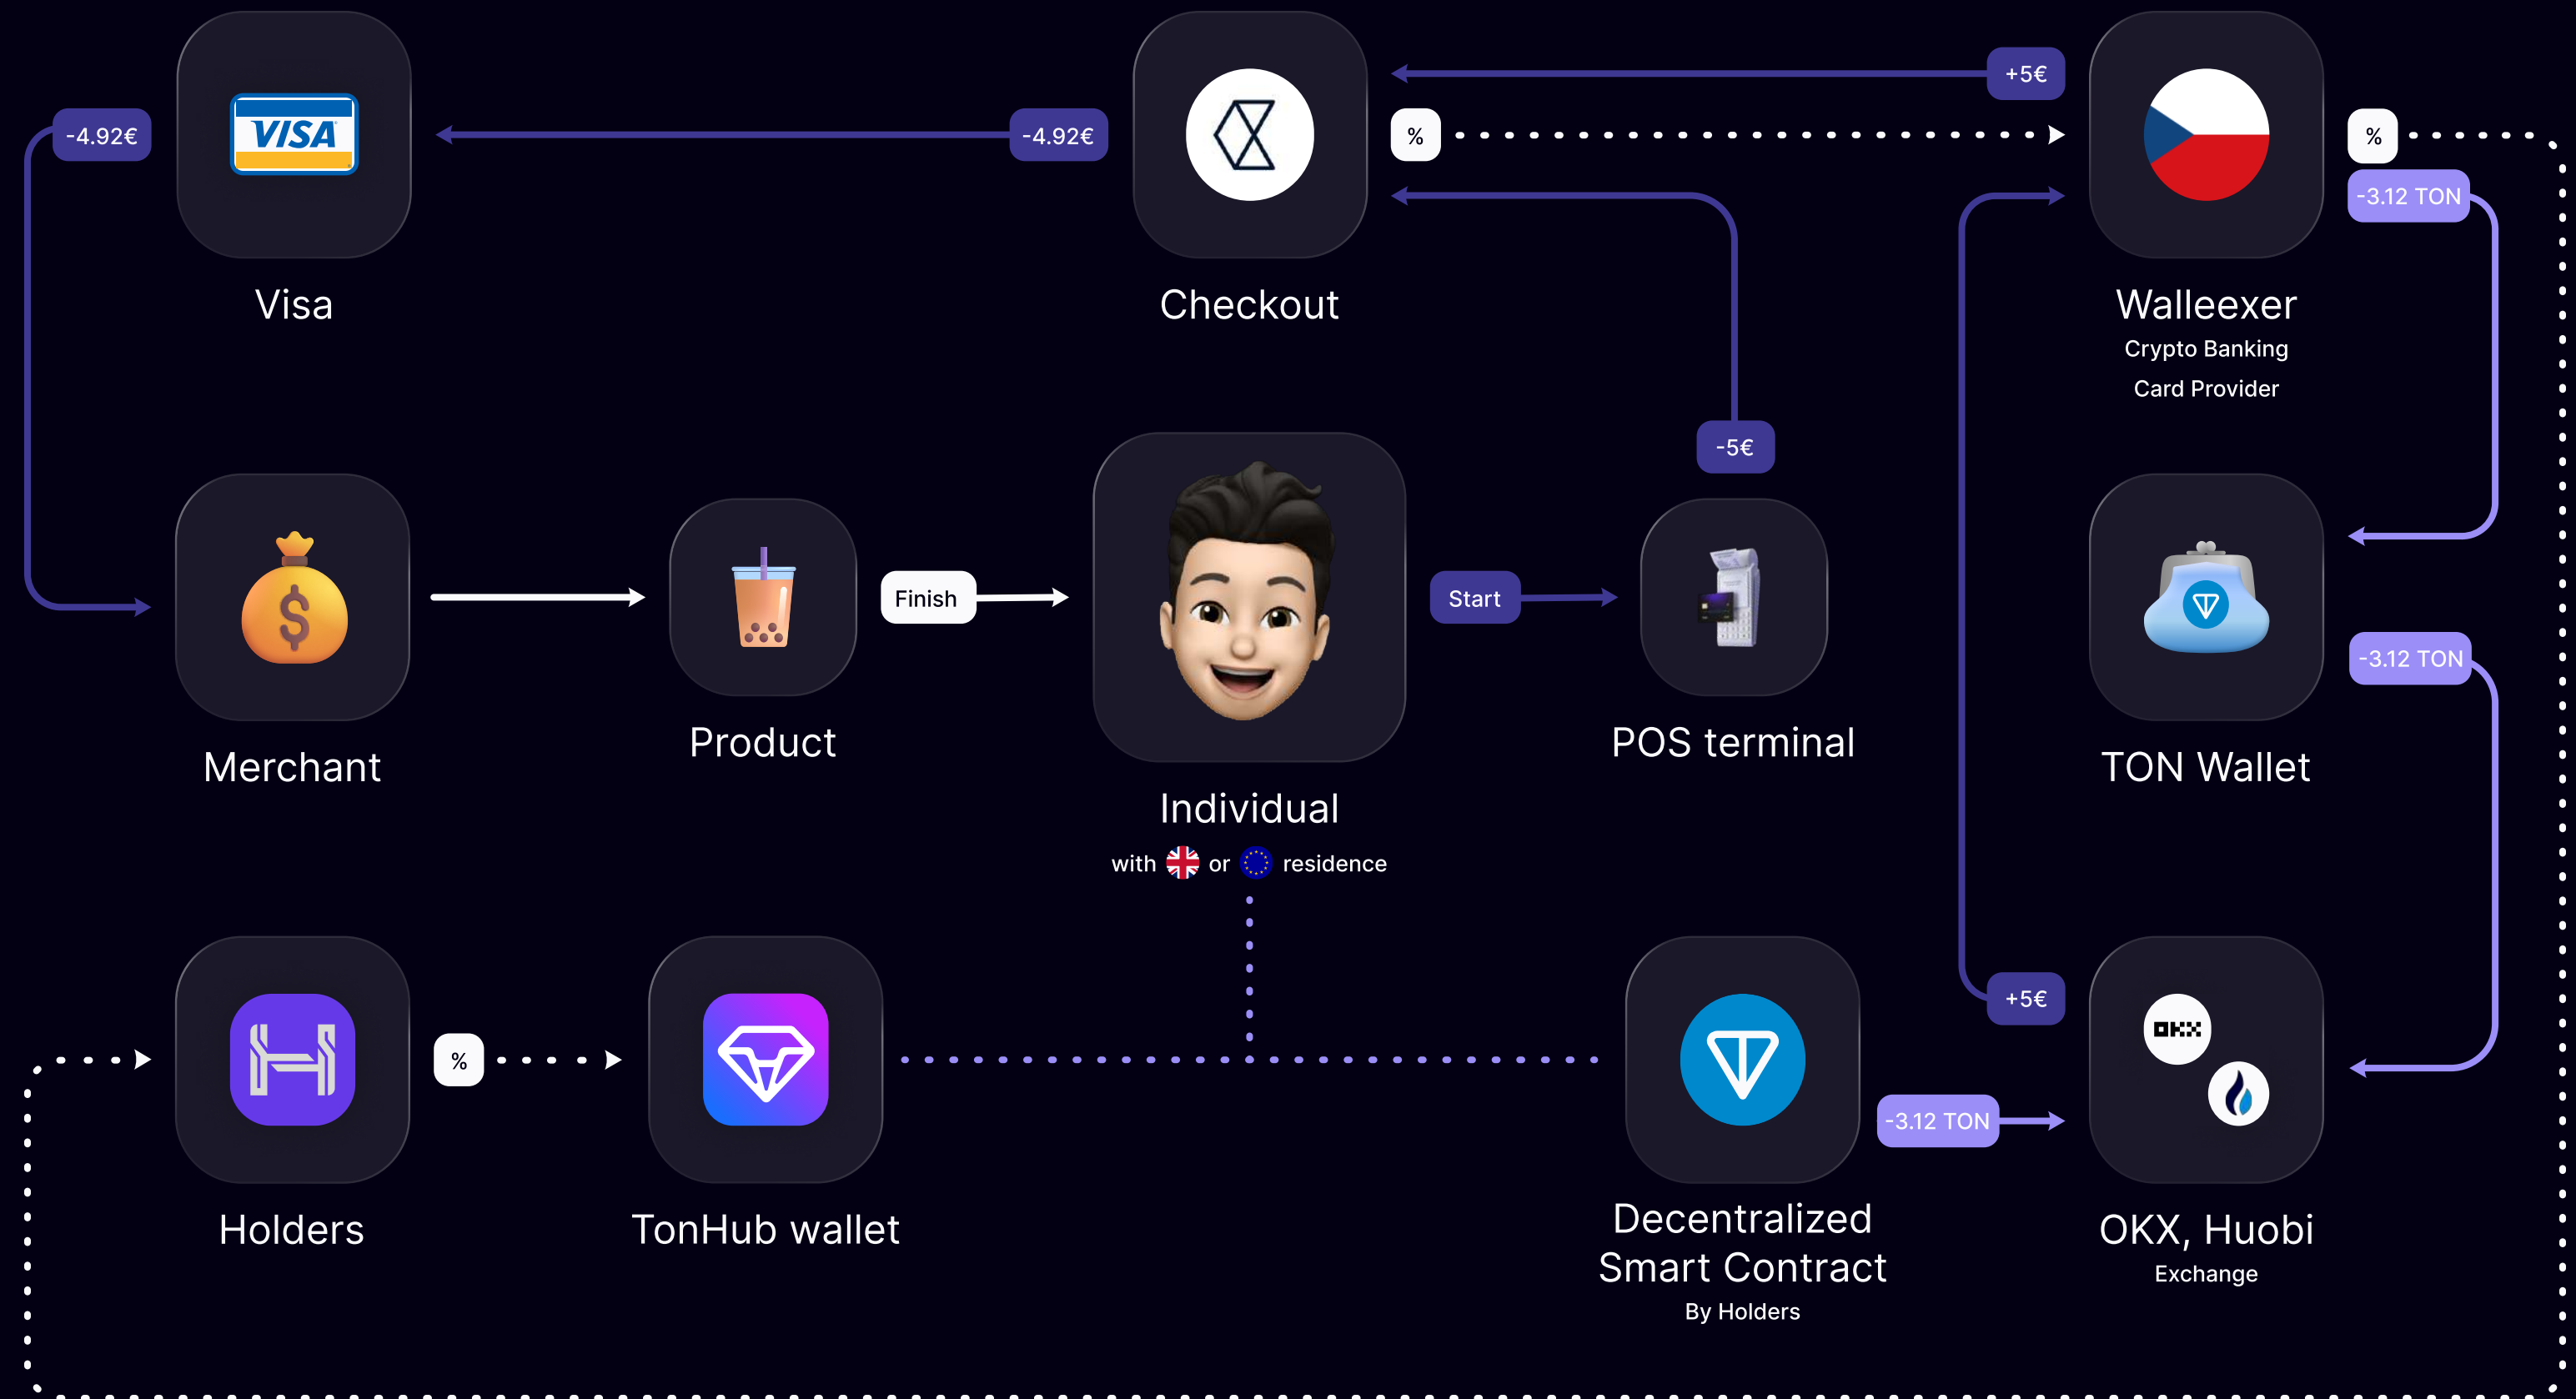 +5€
-4.92€
VISA
-4.92€
%
%
-3.12 TON
Visa
Checkout
Walleexer
Crypto Banking
Card Provider
-5€
Finish
Start
$
-3.12 TON
Merchant
Product
POS terminal
TON Wallet
Individual
with or residence
+5€
OKX
H
%
-3.12 TON
Holders
TonHub wallet
Decentralized
Smart Contract
By Holders
OKX, Huobi
Exchange